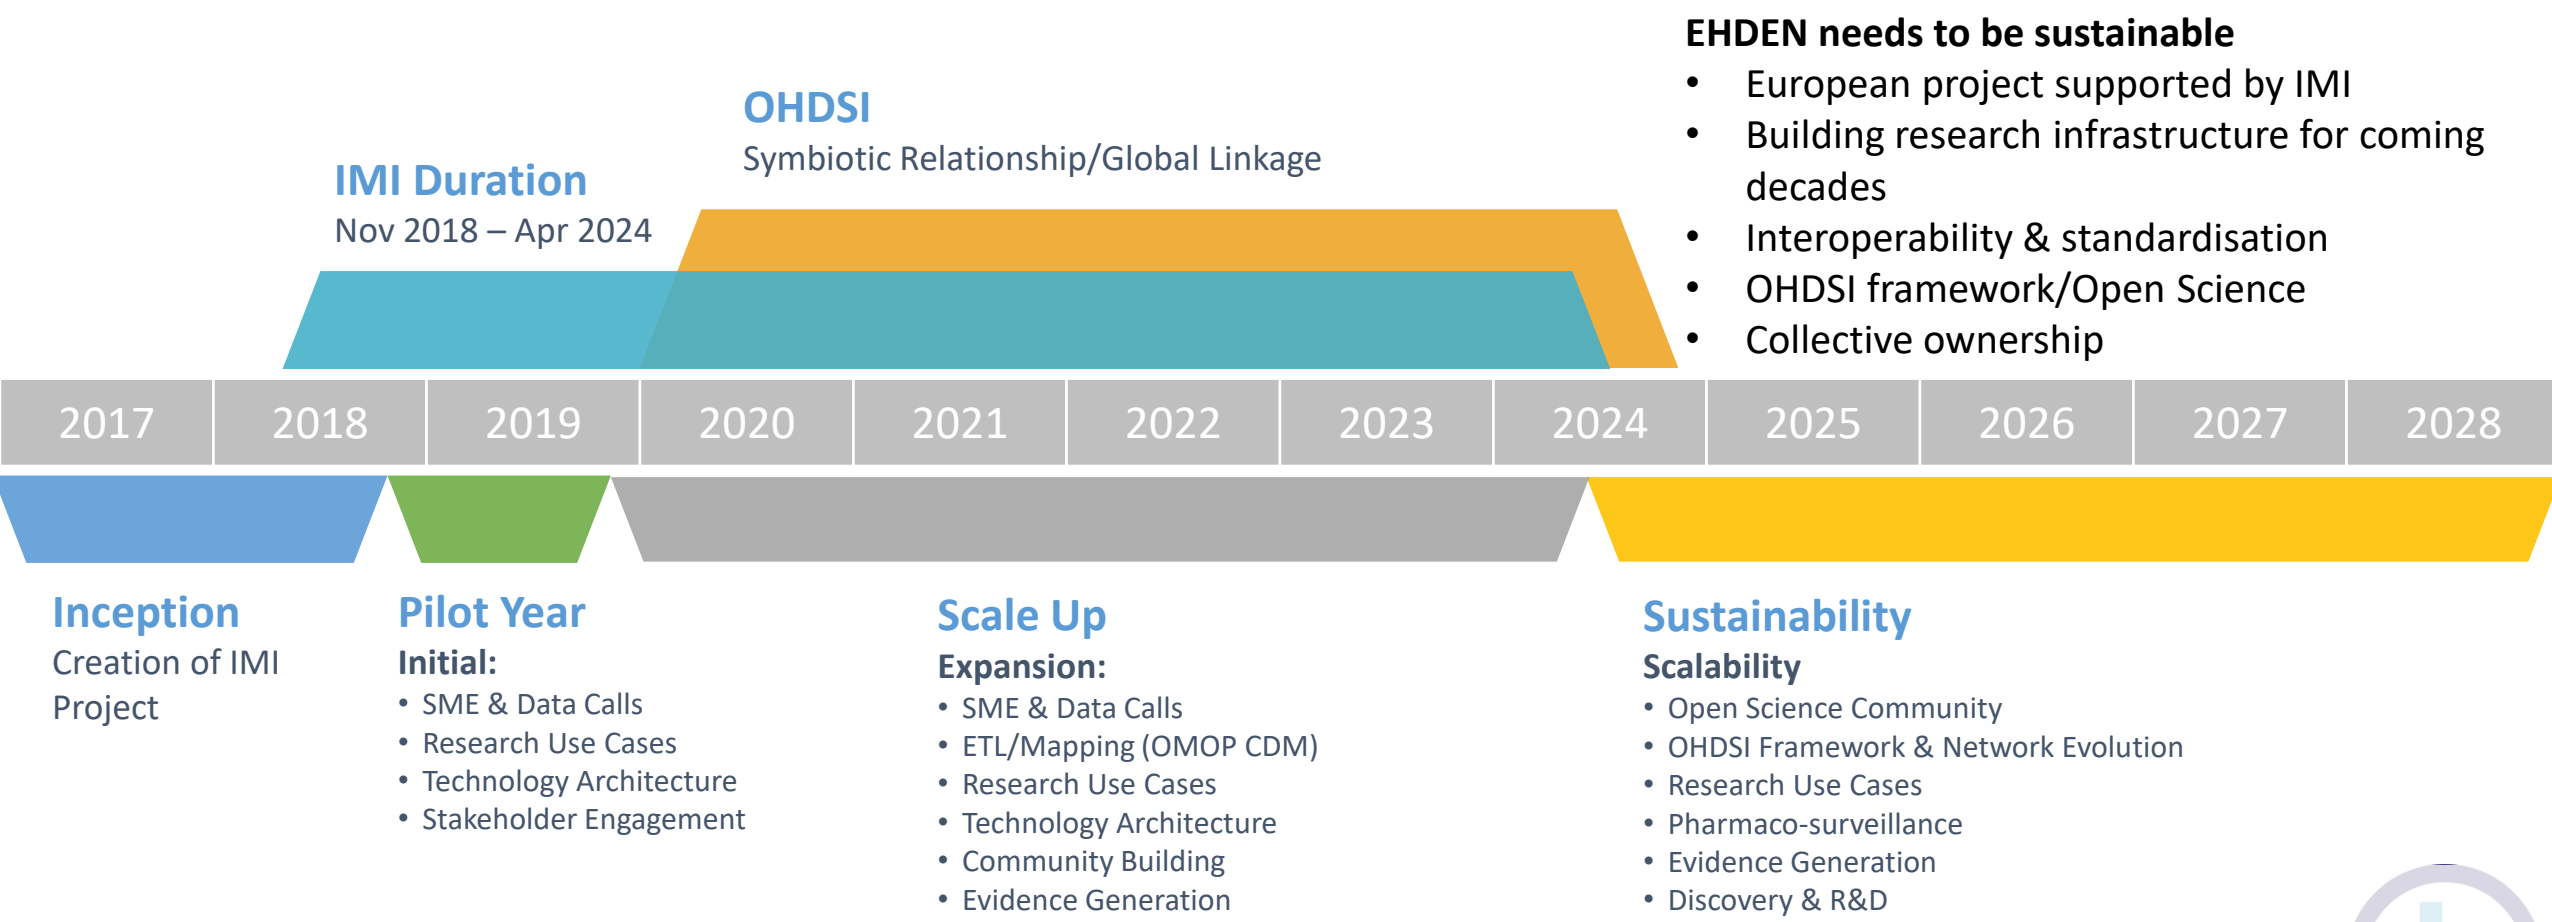 EHDEN needs to be sustainable
• European project supported by IMI
• Building research infrastructure for coming
decades
• Interoperability & standardisation
• OHDSI framework/Open Science
• Collective ownership
OHDSI
Symbiotic Relationship/Global Linkage
IMI Duration
Nov 2018 – Apr 2024
2017 2018 2019 2020 2021 2022 2023 2024 2025 2026 2027 2028
Inception
Creation of IMI
Project
Pilot Year
Initial:
• SME & Data Calls
• Research Use Cases
• Technology Architecture
• Stakeholder Engagement
Scale Up
Expansion:
• SME & Data Calls
• ETL/Mapping (OMOP CDM)
• Research Use Cases
• Technology Architecture
• Community Building
• Evidence Generation
Sustainability
Scalability
• Open Science Community
• OHDSI Framework & Network Evolution
• Research Use Cases
• Pharmaco-surveillance
• Evidence Generation
• Discovery & R&D